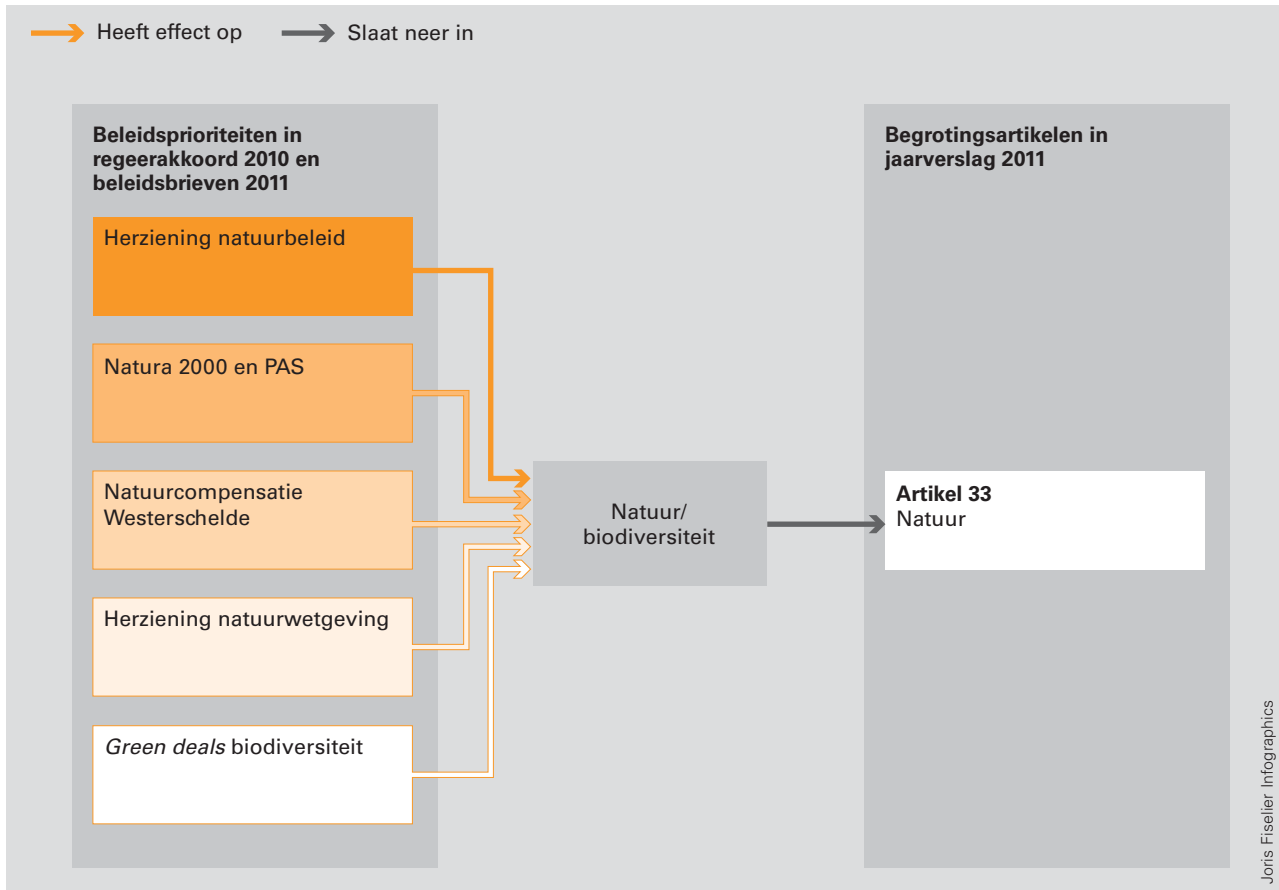 Heeft effect op
Slaat neer in
Beleidsprioriteiten in
regeerakkoord 2010 en
beleidsbrieven 2011
Herziening natuurbeleid
Natura 2000 en PAS
Natuurcompensatie
Westerschelde
Herziening natuurwetgeving
Green deals biodiversiteit
Natuur/
biodiversiteit
Begrotingsartikelen in
jaarverslag 2011
Artikel 33
Natuur
Joris Fiselier Infographics